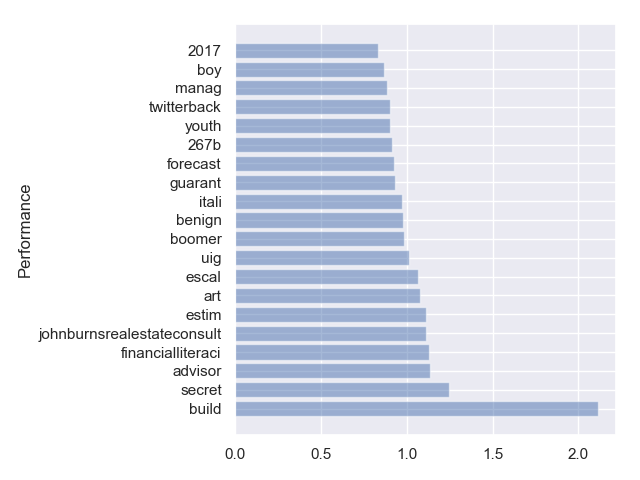 2017
boy
manag
twitterback
youth
267b
forecast
guarant
itali
benign
boomer
uig
escal
art
estim
johnburnsrealestateconsult
financialliteraci
advisor
secret
build
Performance
0.0 0.5 1.0 1.5 2.0